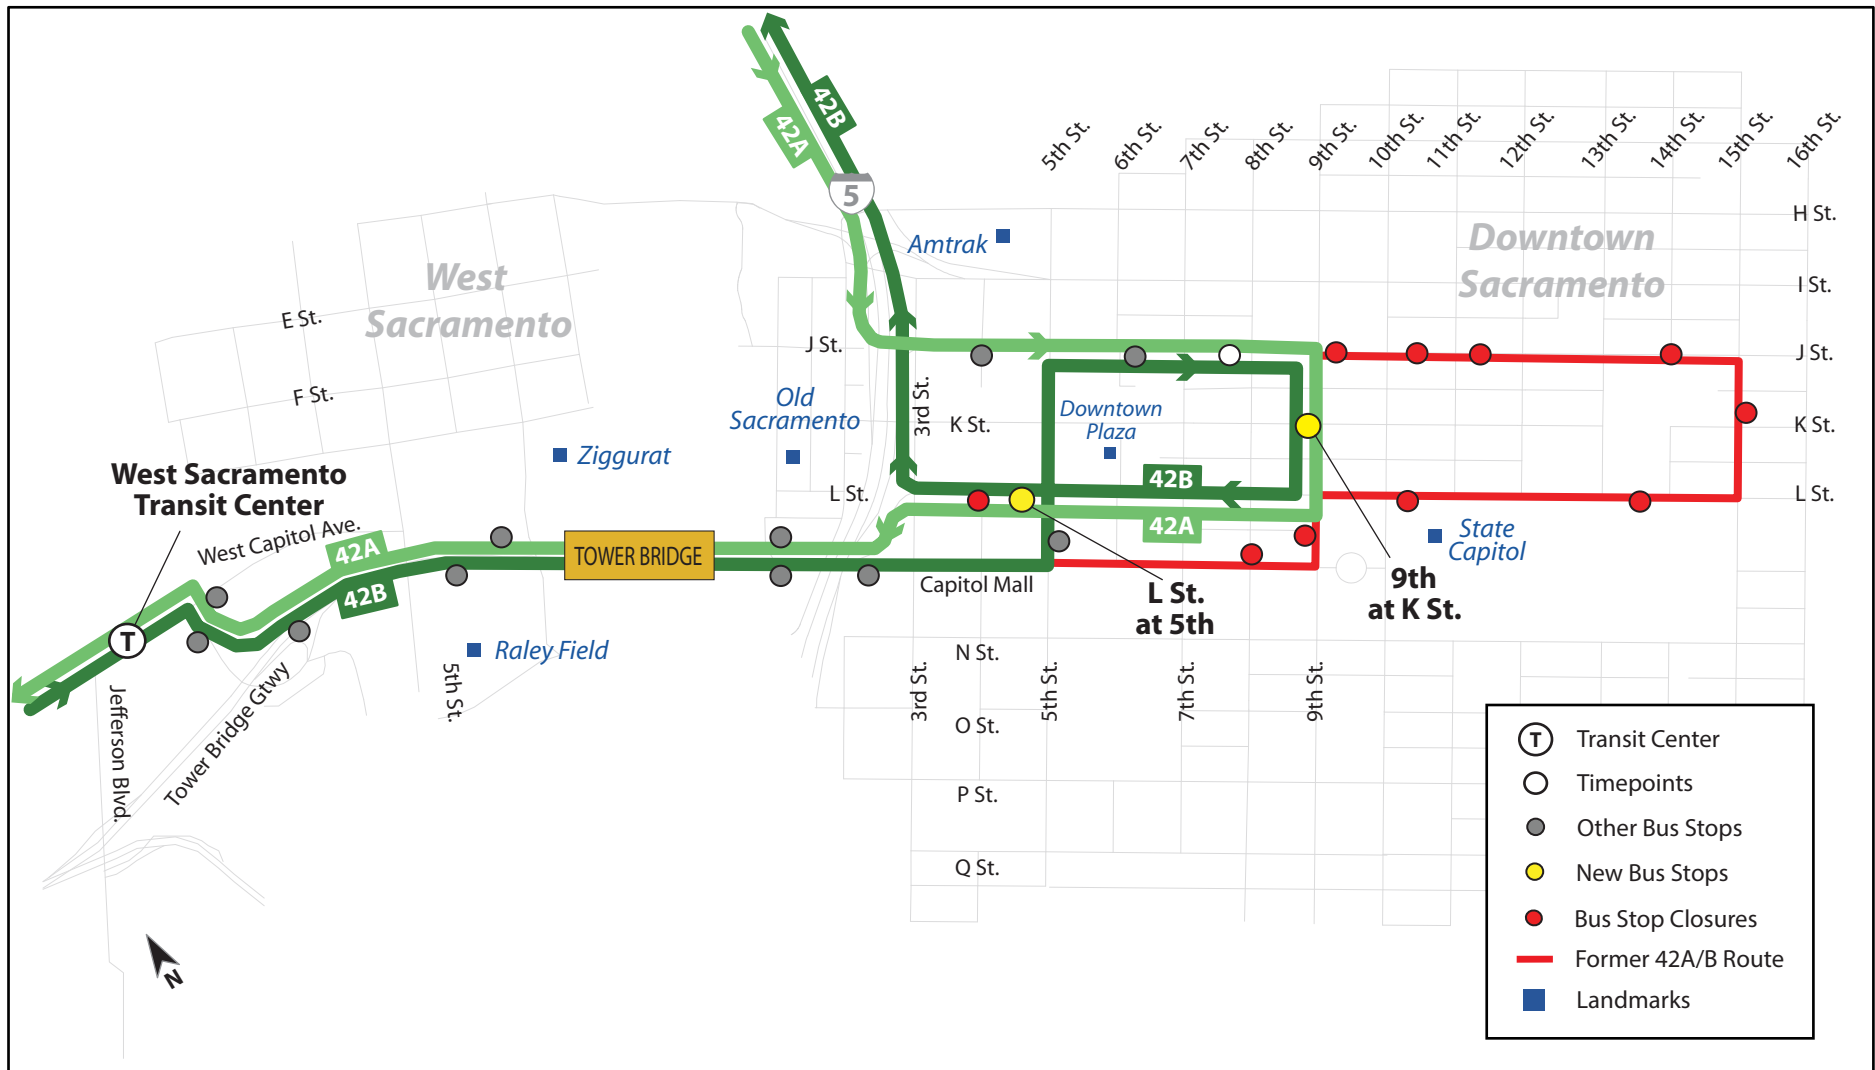 42B
42A
5
5th St.
6th St.
7th St.
8th St.
9th St.
10th St.
11th St.
12th St.
13th St.
14th St.
15th St.
16th St.
H St.
I St.
J St.
K St.
L St.
Downtown
Sacramento
Amtrak
West
Sacramento
E St.
F St.
J St.
3rd St.
K St.
L St.
Old
Sacramento
Downtown
Plaza
Ziggurat
West Sacramento
Transit Center
West Capitol Ave.
42A
42B
TOWER BRIDGE
42B
42A
State
Capitol
Capitol Mall
L St.
at 5th
9th
at K St.
T
Raley Field
Jefferson Blvd.
Tower Bridge Gtwy
5th St.
N St.
O St.
P St.
Q St.
3rd St.
5th St.
7th St.
9th St.
N
T Transit Center
Timepoints
Other Bus Stops
New Bus Stops
Bus Stop Closures
Former 42A/B Route
Landmarks